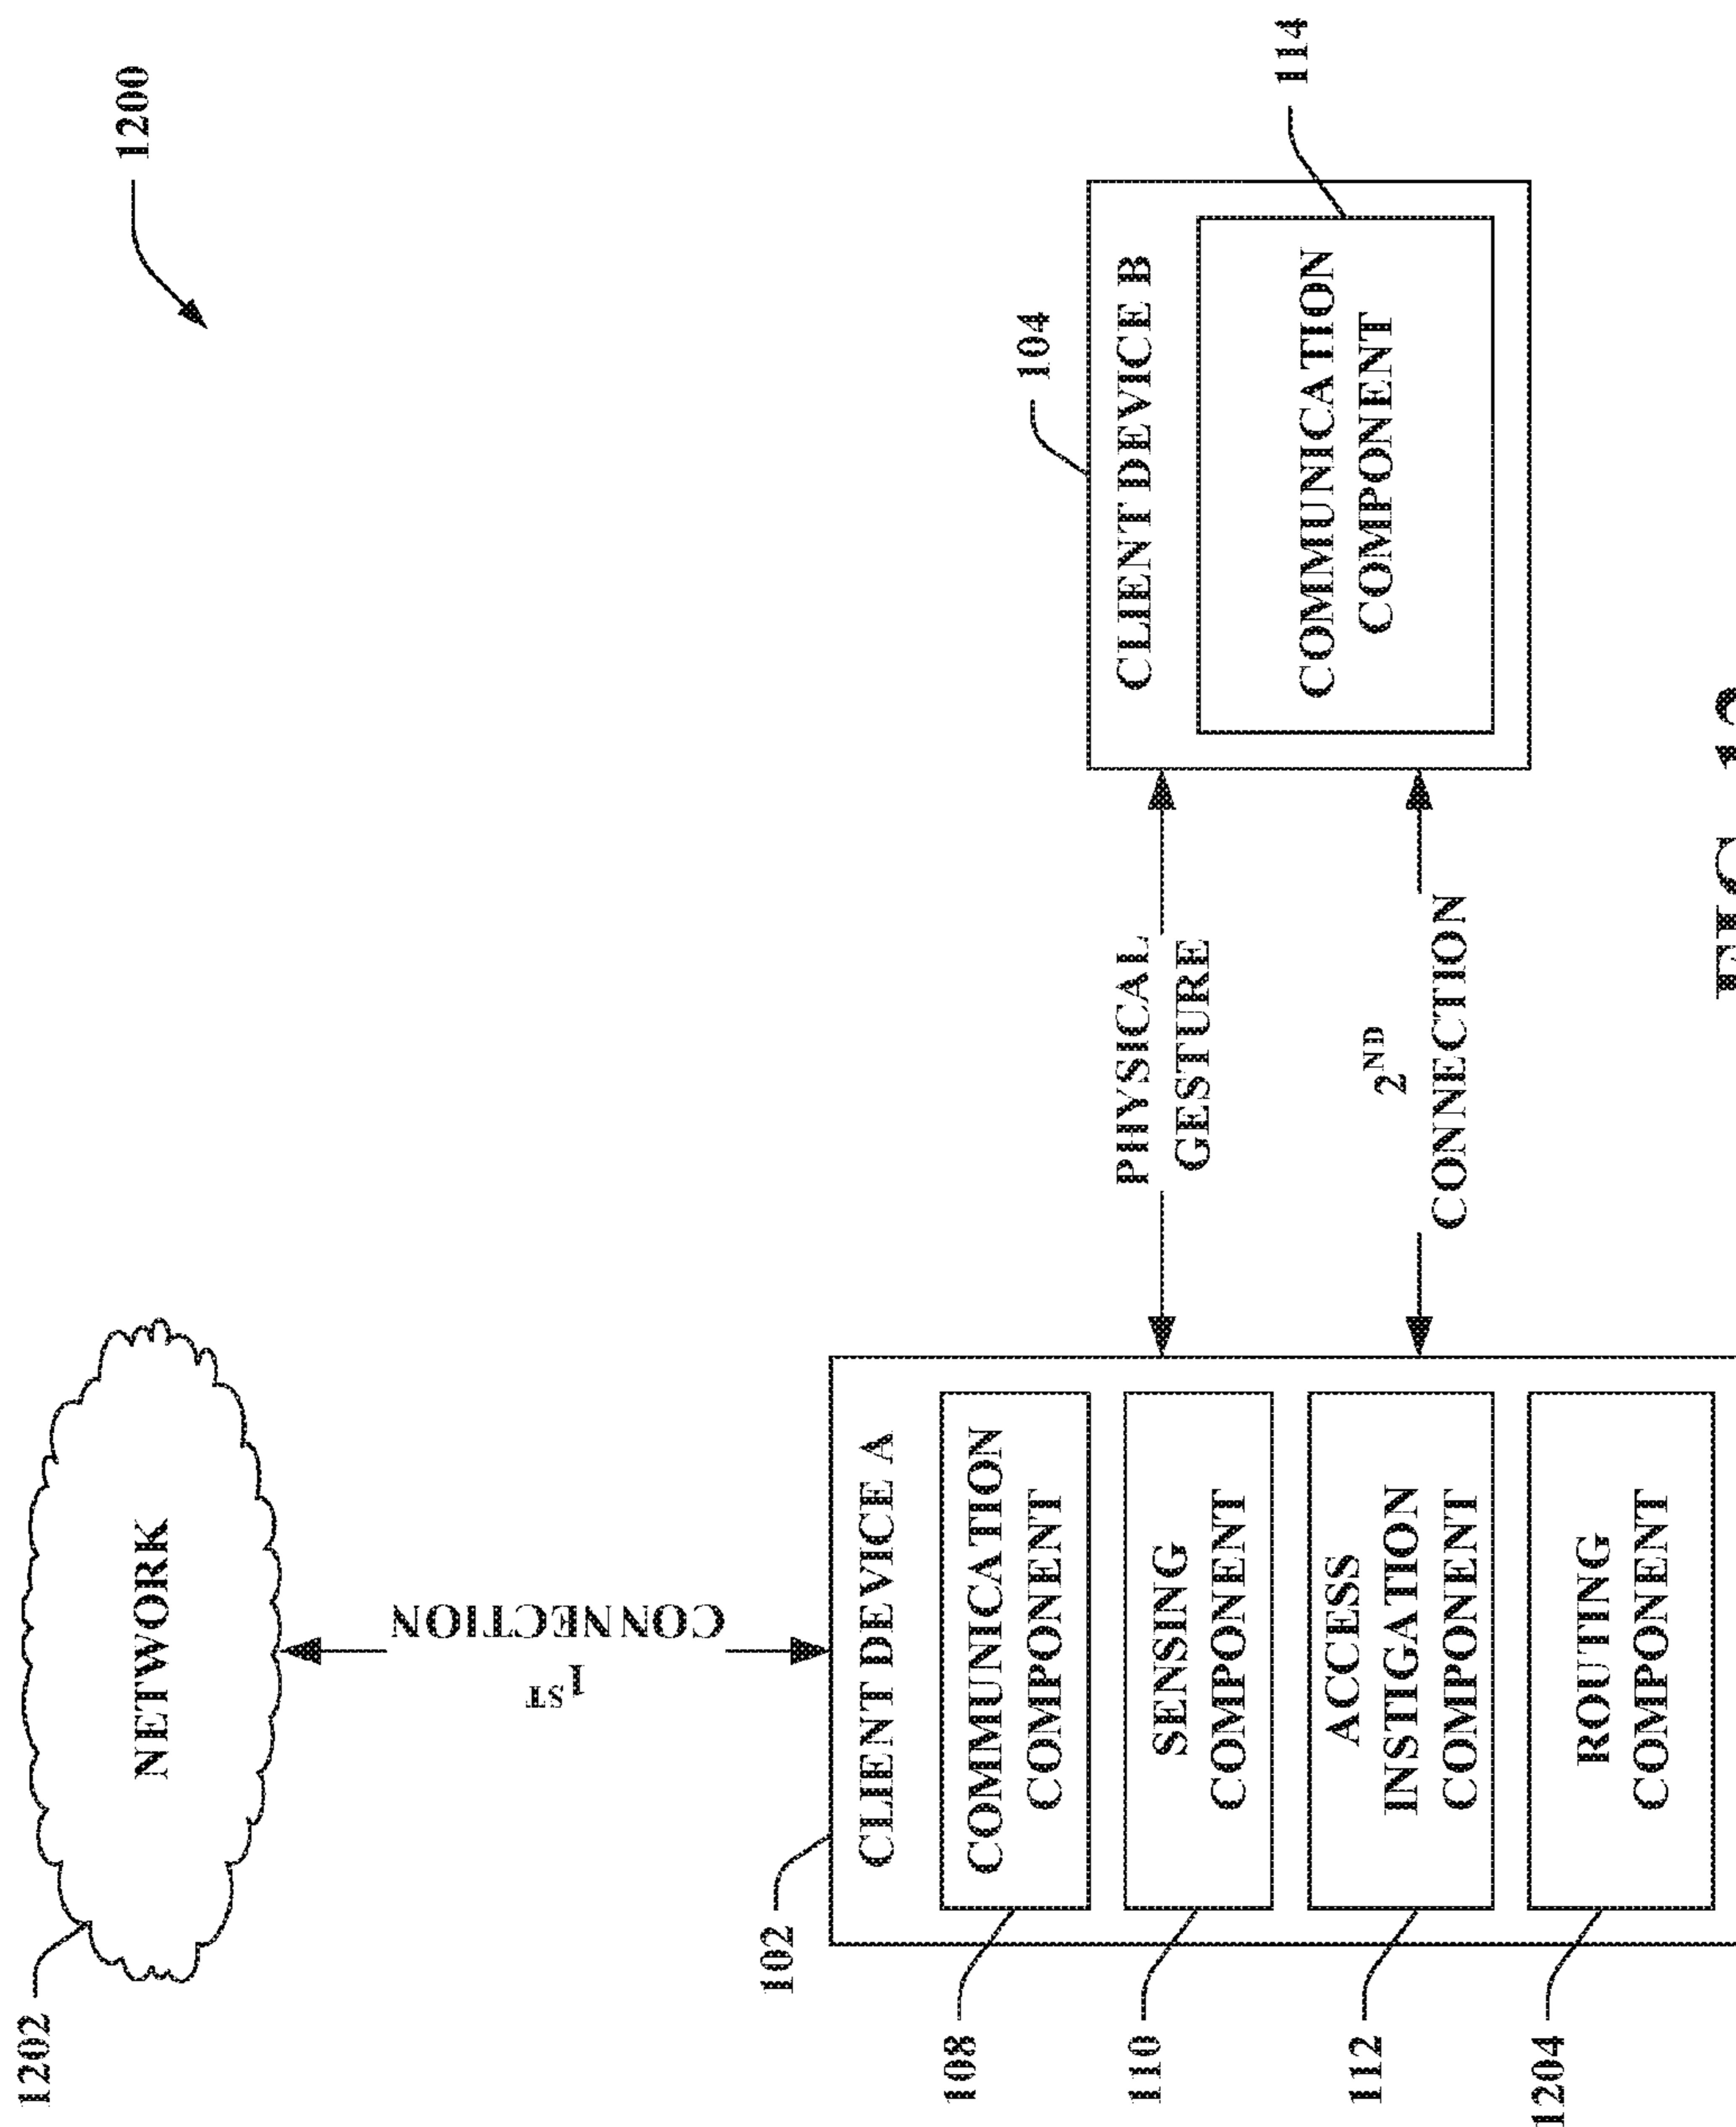 1200
1202
NETWORK
1ST
CONNECTION
102
CLIENT DEVICE A
108
COMMUNICATION
COMPONENT
110
SENSING
COMPONENT
112
ACCESS
INSTIGATION
COMPONENT
1204
ROUTING
COMPONENT
PHYSICAL
GESTURE
2ND
CONNECTION
104
CLIENT DEVICE B
114
COMMUNICATION
COMPONENT